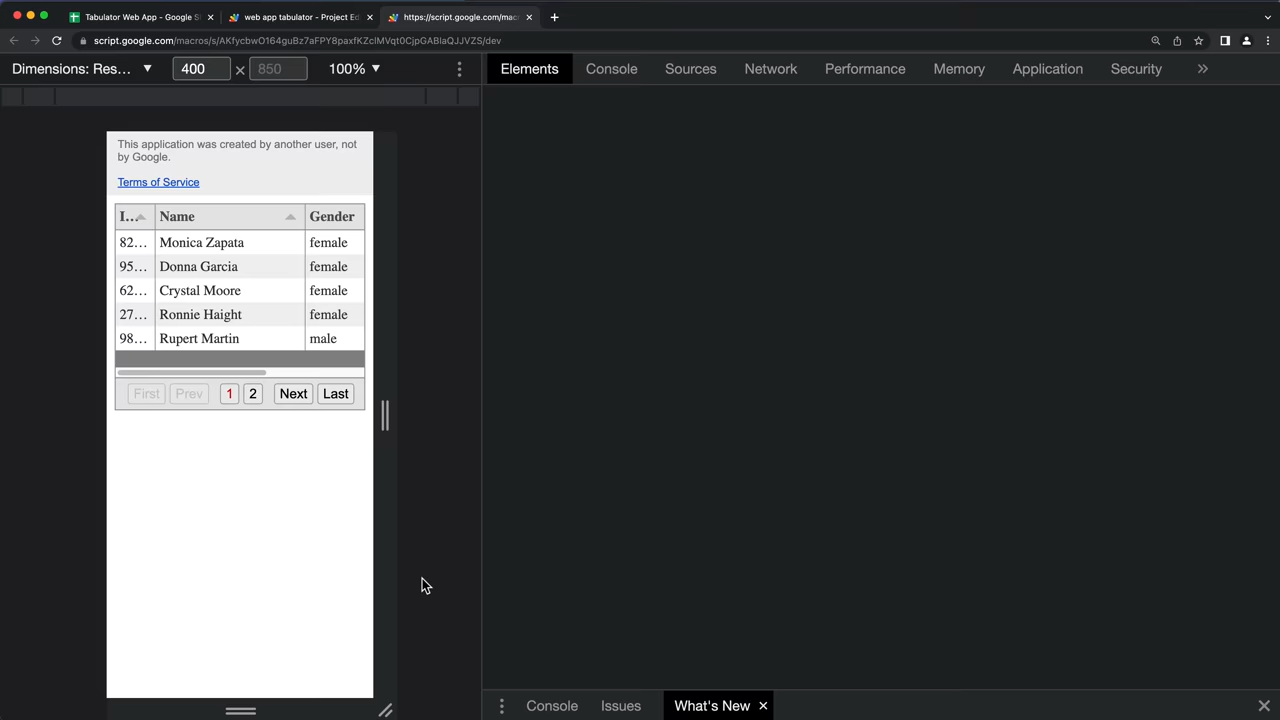 Tabulator Web App - Google S
web app tabulator - Project Ed
https://script.google.com/mac
script.google.com/macros/s/AKfycbwO164guBz7aFPY8paxfKZclMVqt0CjpGABlaQJJVZS/dev
Dimensions: Res... ▼ 400 × 850 100% ▼
Elements Console Sources Network Performance Memory Application Security »
This application was created by another user, not
by Google.
Terms of Service
I... Name Gender
82... Monica Zapata female
95... Donna Garcia female
62... Crystal Moore female
27... Ronnie Haight female
98... Rupert Martin male
First Prev 1 2 Next Last
Console Issues What's New ×